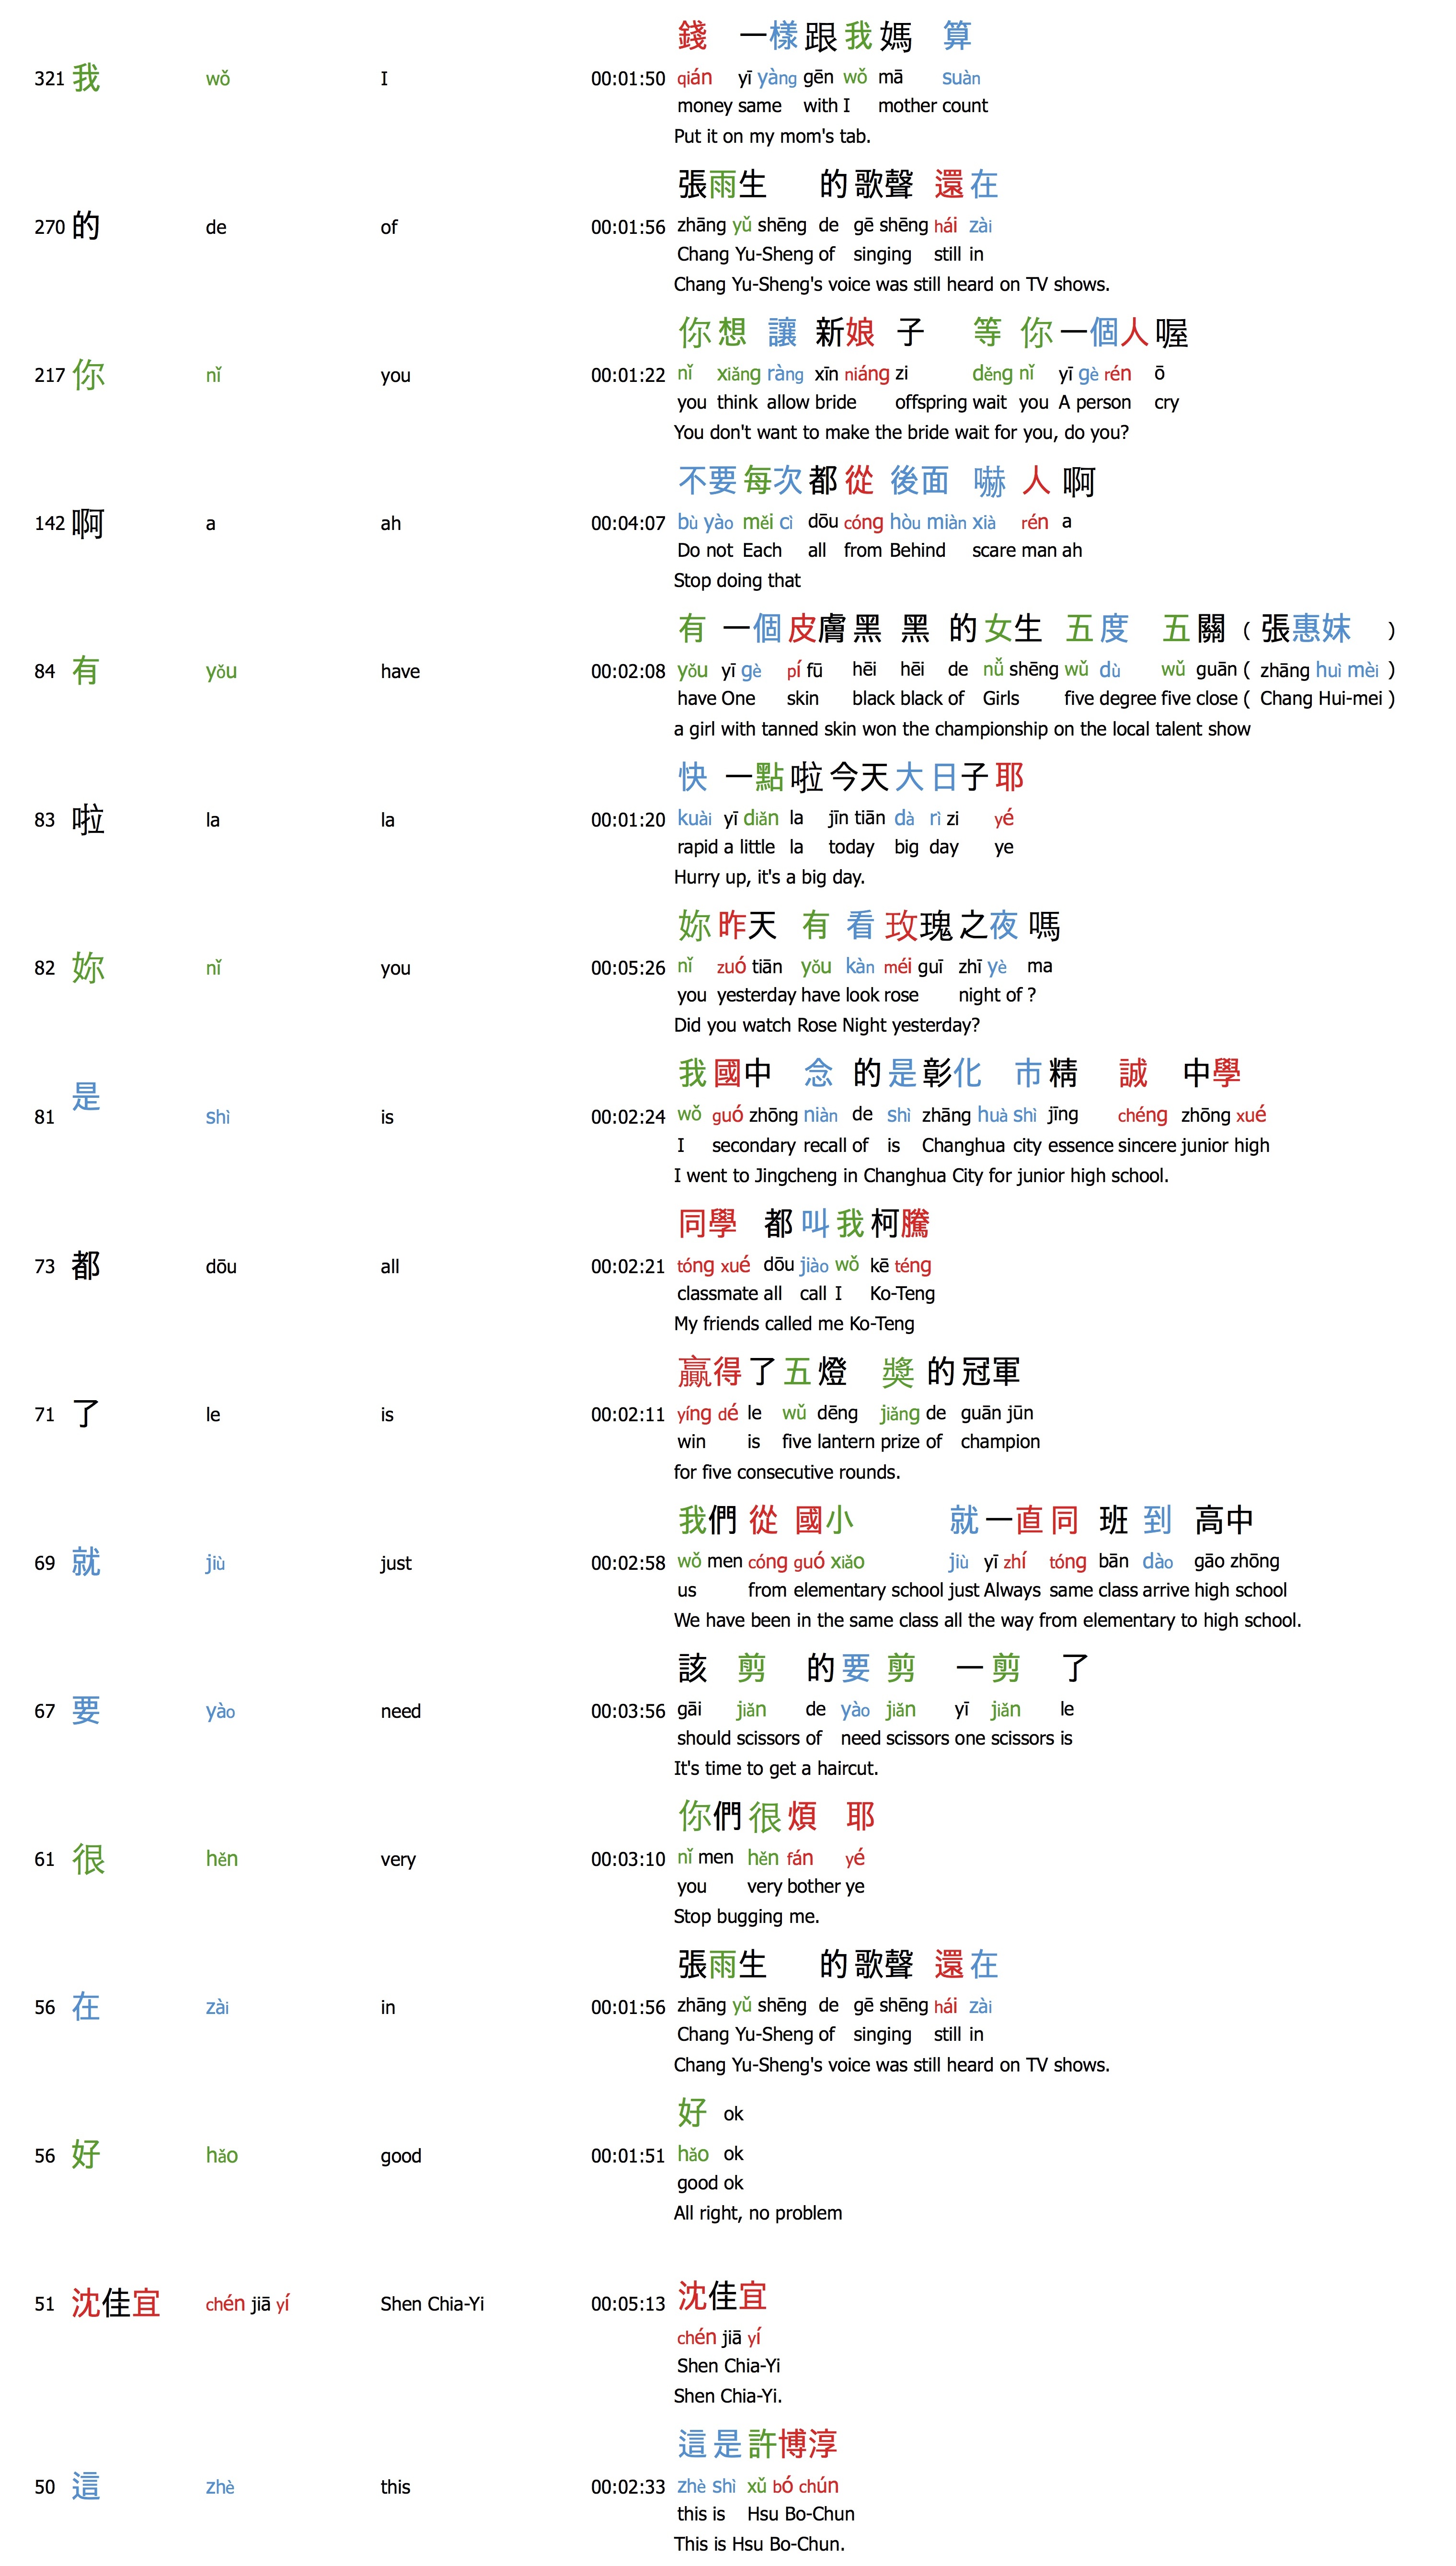 錢 一樣 跟 我 媽 算
321 我 wǒ I 00:01:50 qián yī yàng gēn wǒ mā suàn
money same with I mother count
Put it on my mom's tab.
張雨生 的 歌聲 還 在
270 的 de of 00:01:56 zhāng yǔ shēng de gē shēng hái zài
Chang Yu-Sheng of singing still in
Chang Yu-Sheng's voice was still heard on TV shows.
你 想 讓 新娘 子 等 你 一個人 喔
217 你 nǐ you 00:01:22 nǐ xiǎng ràng xīn niáng zi děng nǐ yī gè rén ō
you think allow bride offspring wait you A person cry
You don't want to make the bride wait for you, do you?
不要 每次 都 從 後面 嚇 人 啊
142 啊 a ah 00:04:07 bù yào měi cì dōu cóng hòu miàn xià rén a
Do not Each all from Behind scare man ah
Stop doing that
有 一個 皮膚 黑 黑 的 女生 五 度 五 關 ( 張惠妹 )
84 有 yǒu have 00:02:08 yǒu yī gè pí fū hēi hēi de nǚ shēng wǔ dù wǔ guān ( zhāng huì mèi )
have One skin black black of Girls five degree five close ( Chang Hui-mei )
a girl with tanned skin won the championship on the local talent show
快 一點 啦 今天 大 日子 耶
83 啦 la la 00:01:20 kuài yī diǎn la jīn tiān dà rì zi yé
rapid a little la today big day ye
Hurry up, it's a big day.
妳 昨天 有 看 玫瑰 之夜 嗎
82 妳 nǐ you 00:05:26 nǐ zuó tiān yǒu kàn méi guī zhī yè ma
you yesterday have look rose night of ?
Did you watch Rose Night yesterday?
我 國中 念 的 是 彰化 市 精 誠 中學
81 是 shì is 00:02:24 wǒ guó zhōng niàn de shì zhāng huà shì jīng chéng zhōng xué
I secondary recall of is Changhua city essence sincere junior high
I went to Jingcheng in Changhua City for junior high school.
同學 都 叫 我 柯騰
73 都 dōu all 00:02:21 tóng xué dōu jiào wǒ kē téng
classmate all call I Ko-Teng
My friends called me Ko-Teng
贏得 了 五 燈 獎 的 冠軍
71 了 le is 00:02:11 yíng dé le wǔ dēng jiǎng de guān jūn
win is five lantern prize of champion
for five consecutive rounds.
我們 從 國小 就 一直 同 班 到 高中
69 就 jiù just 00:02:58 wǒ men cóng guó xiǎo jiù yī zhí tóng bān dào gāo zhōng
us from elementary school just Always same class arrive high school
We have been in the same class all the way from elementary to high school.
該 剪 的 要 剪 一 剪 了
67 要 yào need 00:03:56 gāi jiǎn de yào jiǎn yī jiǎn le
should scissors of need scissors one scissors is
It's time to get a haircut.
你們 很 煩 耶
61 很 hěn very 00:03:10 nǐ men hěn fán yé
you very bother ye
Stop bugging me.
張雨生 的 歌聲 還 在
56 在 zài in 00:01:56 zhāng yǔ shēng de gē shēng hái zài
Chang Yu-Sheng of singing still in
Chang Yu-Sheng's voice was still heard on TV shows.
好 ok
56 好 hǎo good 00:01:51 hǎo ok
good ok
All right, no problem
51 沈佳宜 chén jiā yí Shen Chia-Yi 00:05:13 沈佳宜
chén jiā yí
Shen Chia-Yi
Shen Chia-Yi.
這 是 許博淳
50 這 zhè this 00:02:33 zhè shì xǔ bó chún
this is Hsu Bo-Chun
This is Hsu Bo-Chun.